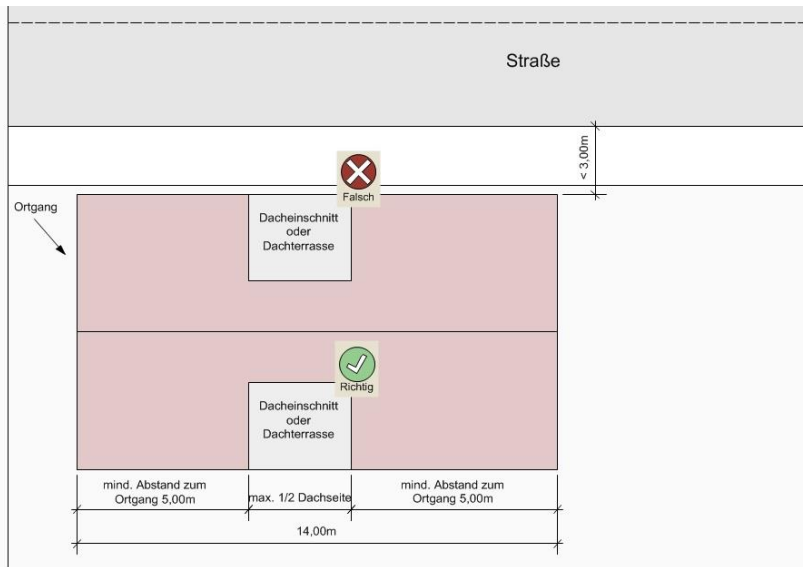 Straße
< 3,00m
Falsch
Ortgang
Dacheinschnitt
oder
Dachterrasse
Richtig
Dacheinschnitt
oder
Dachterrasse
mind. Abstand zum
Ortgang 5,00m
max. 1/2 Dachseite
mind. Abstand zum
Ortgang 5,00m
14,00m